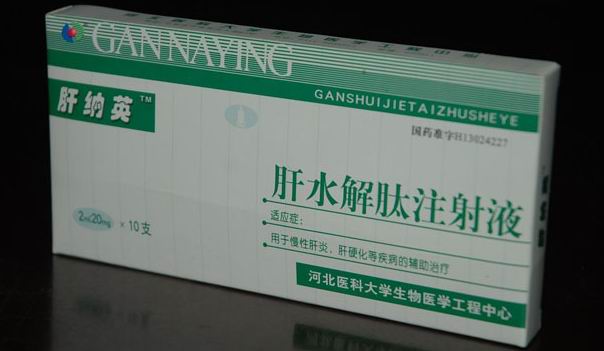 GANNAYING
GANSHUIJIETAIZHUSHEYE
肝纳英™
国药准字H13024227
肝水解肽注射液
适应症:
用于慢性肝炎、肝硬化等疾病的辅助治疗
2ml:20mg × 10支
河北医科大学生物医学工程中心